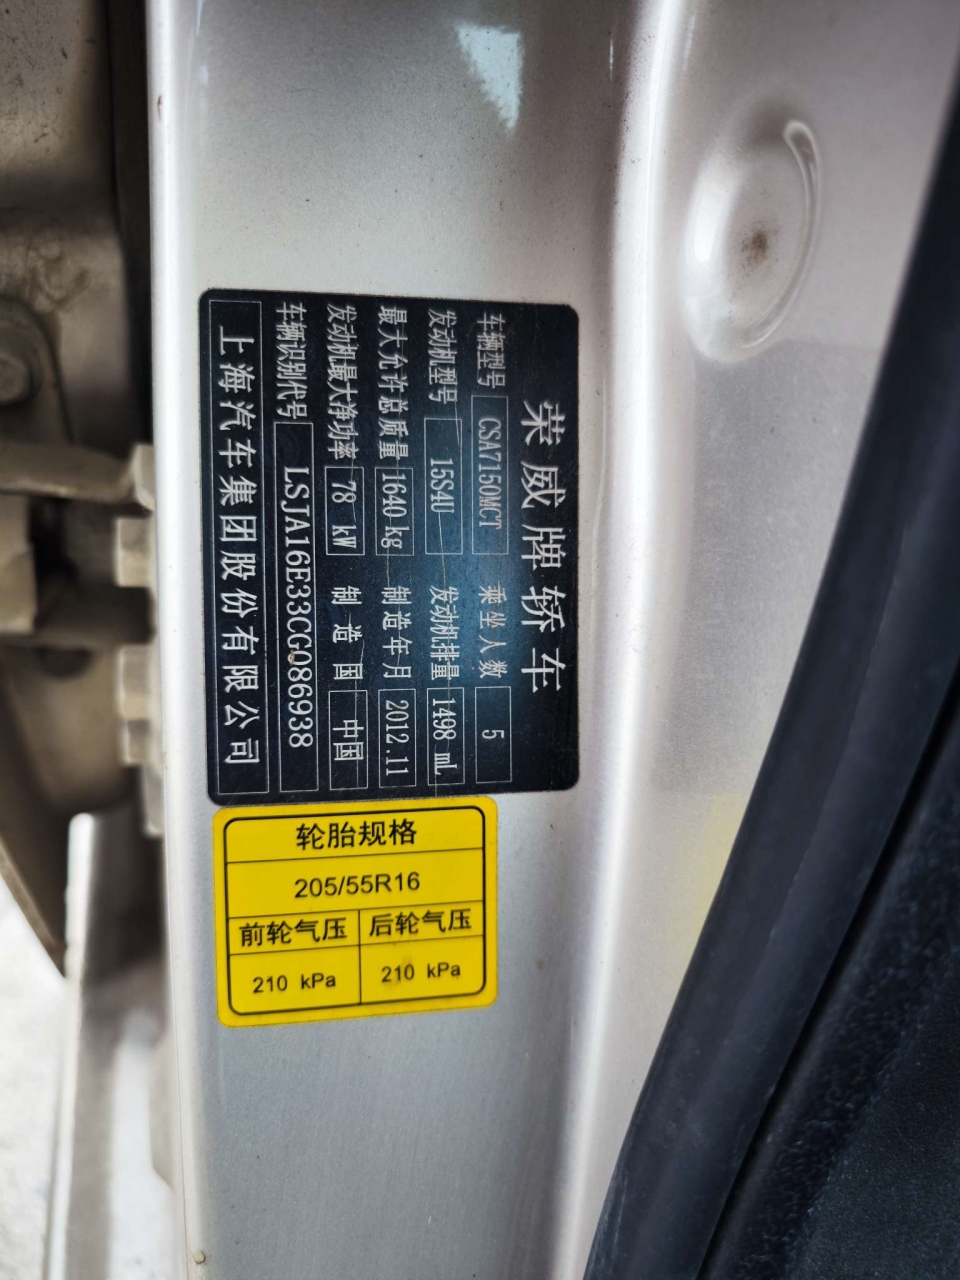 荣威牌轿车
车辆型号 CSA7150MCT 乘坐人数 5
发动机型号 15S4U 发动机排量 1498 mL
最大允许总质量 1640 kg 制造年月 2012.11
发动机最大净功率 78 kW 制造国 中国
车辆识别代号 LSJA16E33CG086938
上海汽车集团股份有限公司
轮胎规格
205/55R16
前轮气压 后轮气压
210 kPa 210 kPa